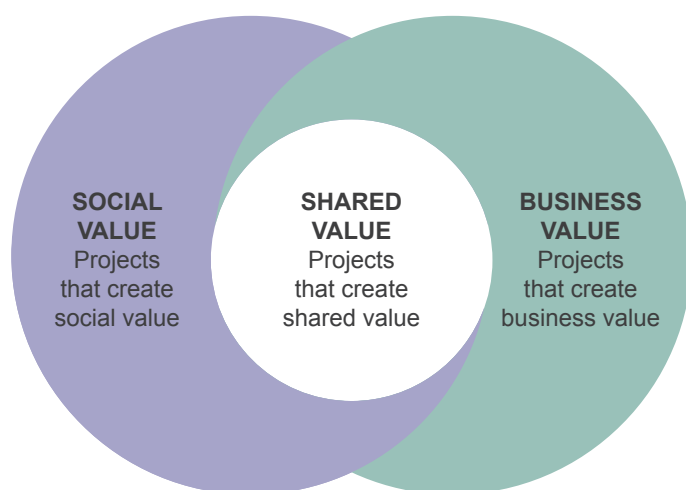 SOCIAL
VALUE
Projects
that create
social value
SHARED
VALUE
Projects
that create
shared value
BUSINESS
VALUE
Projects
that create
business value